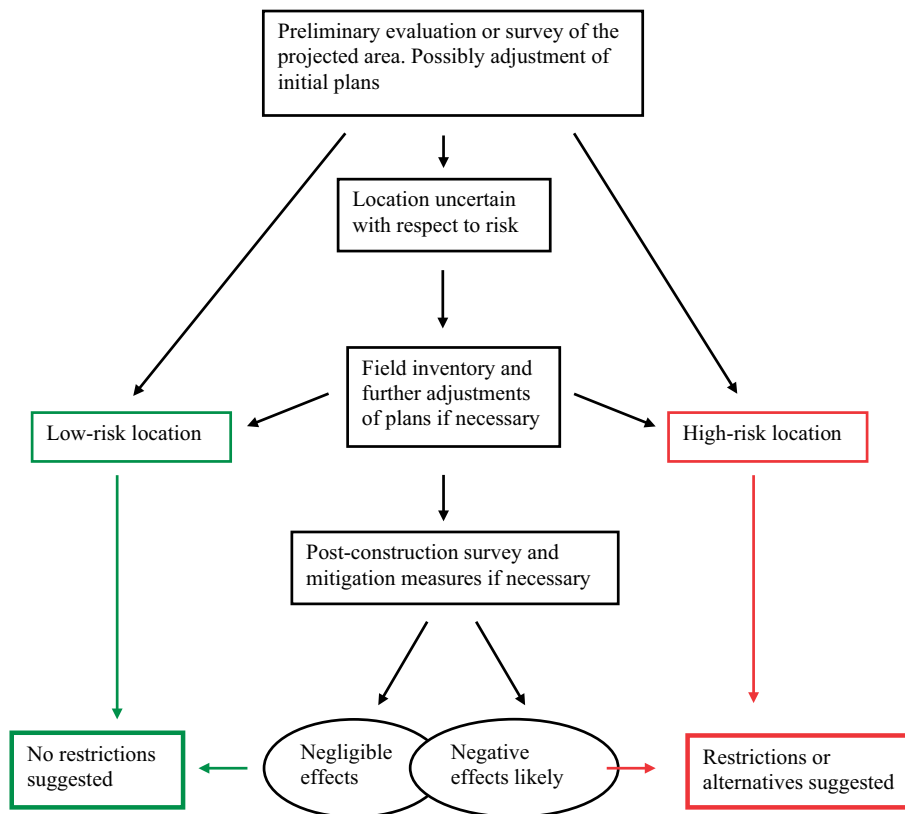 Preliminary evaluation or survey of the
projected area. Possibly adjustment of
initial plans
Location uncertain
with respect to risk
Field inventory and
further adjustments
of plans if necessary
Low-risk location
High-risk location
Post-construction survey and
mitigation measures if necessary
No restrictions
suggested
Negligible
effects
Negative
effects likely
Restrictions or
alternatives suggested